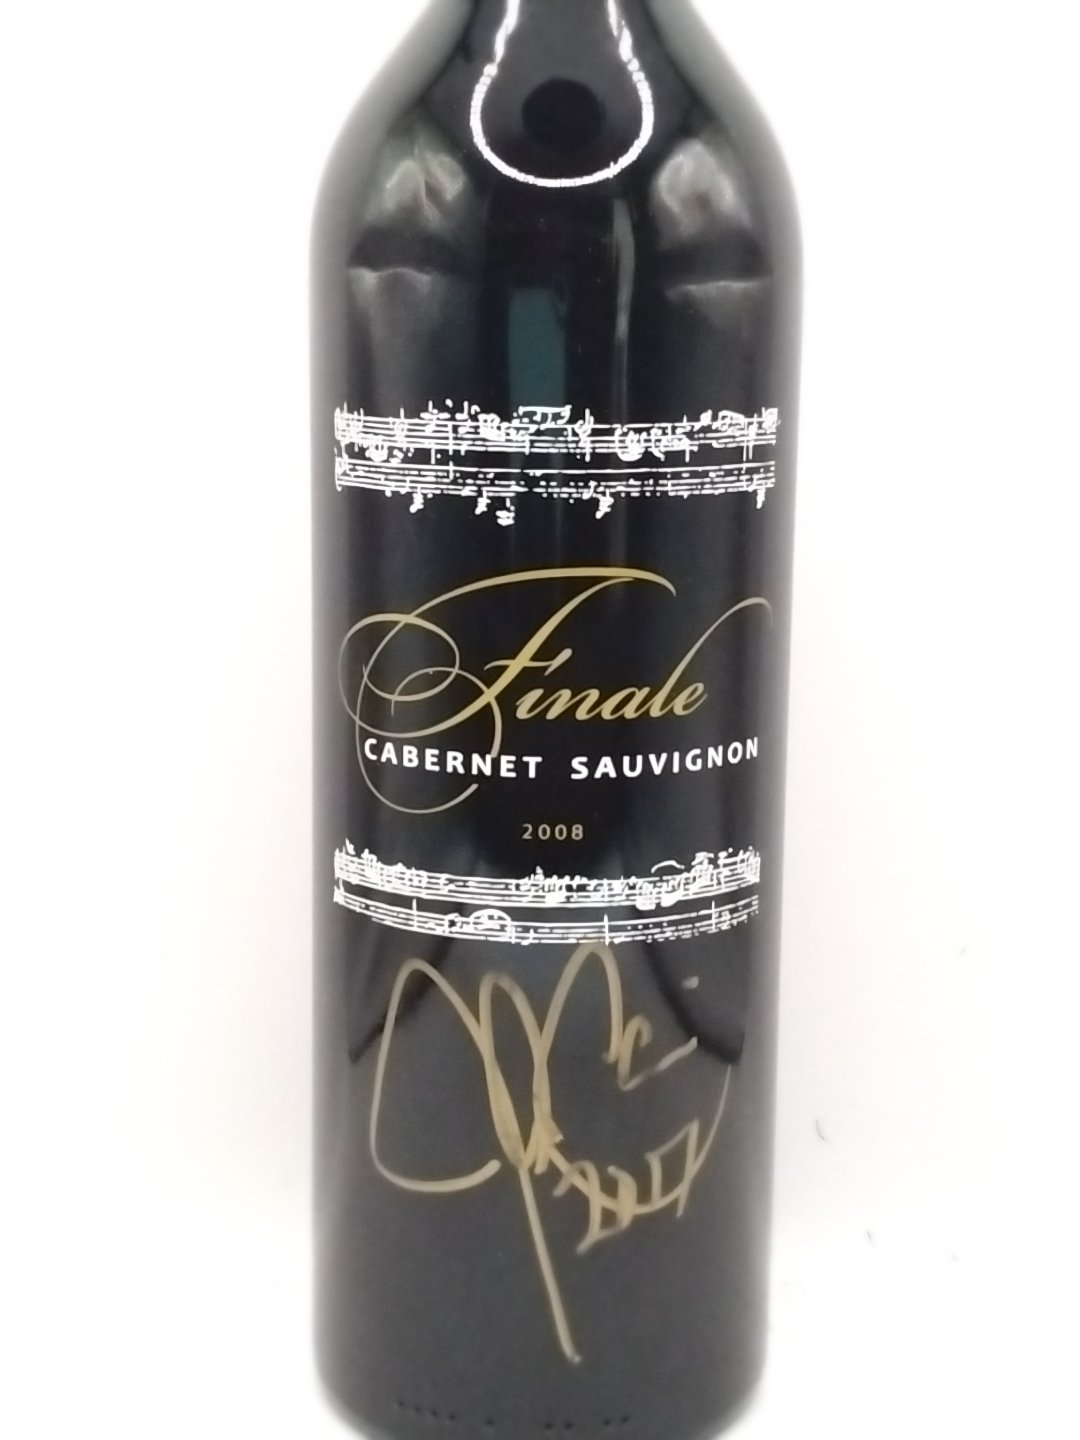 Finale
CABERNET SAUVIGNON
2008